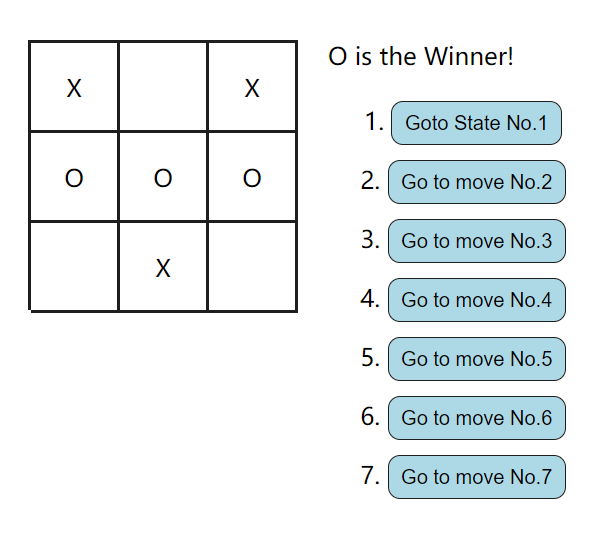 X X
O O O
X
O is the Winner!
1. Goto State No.1
2. Go to move No.2
3. Go to move No.3
4. Go to move No.4
5. Go to move No.5
6. Go to move No.6
7. Go to move No.7